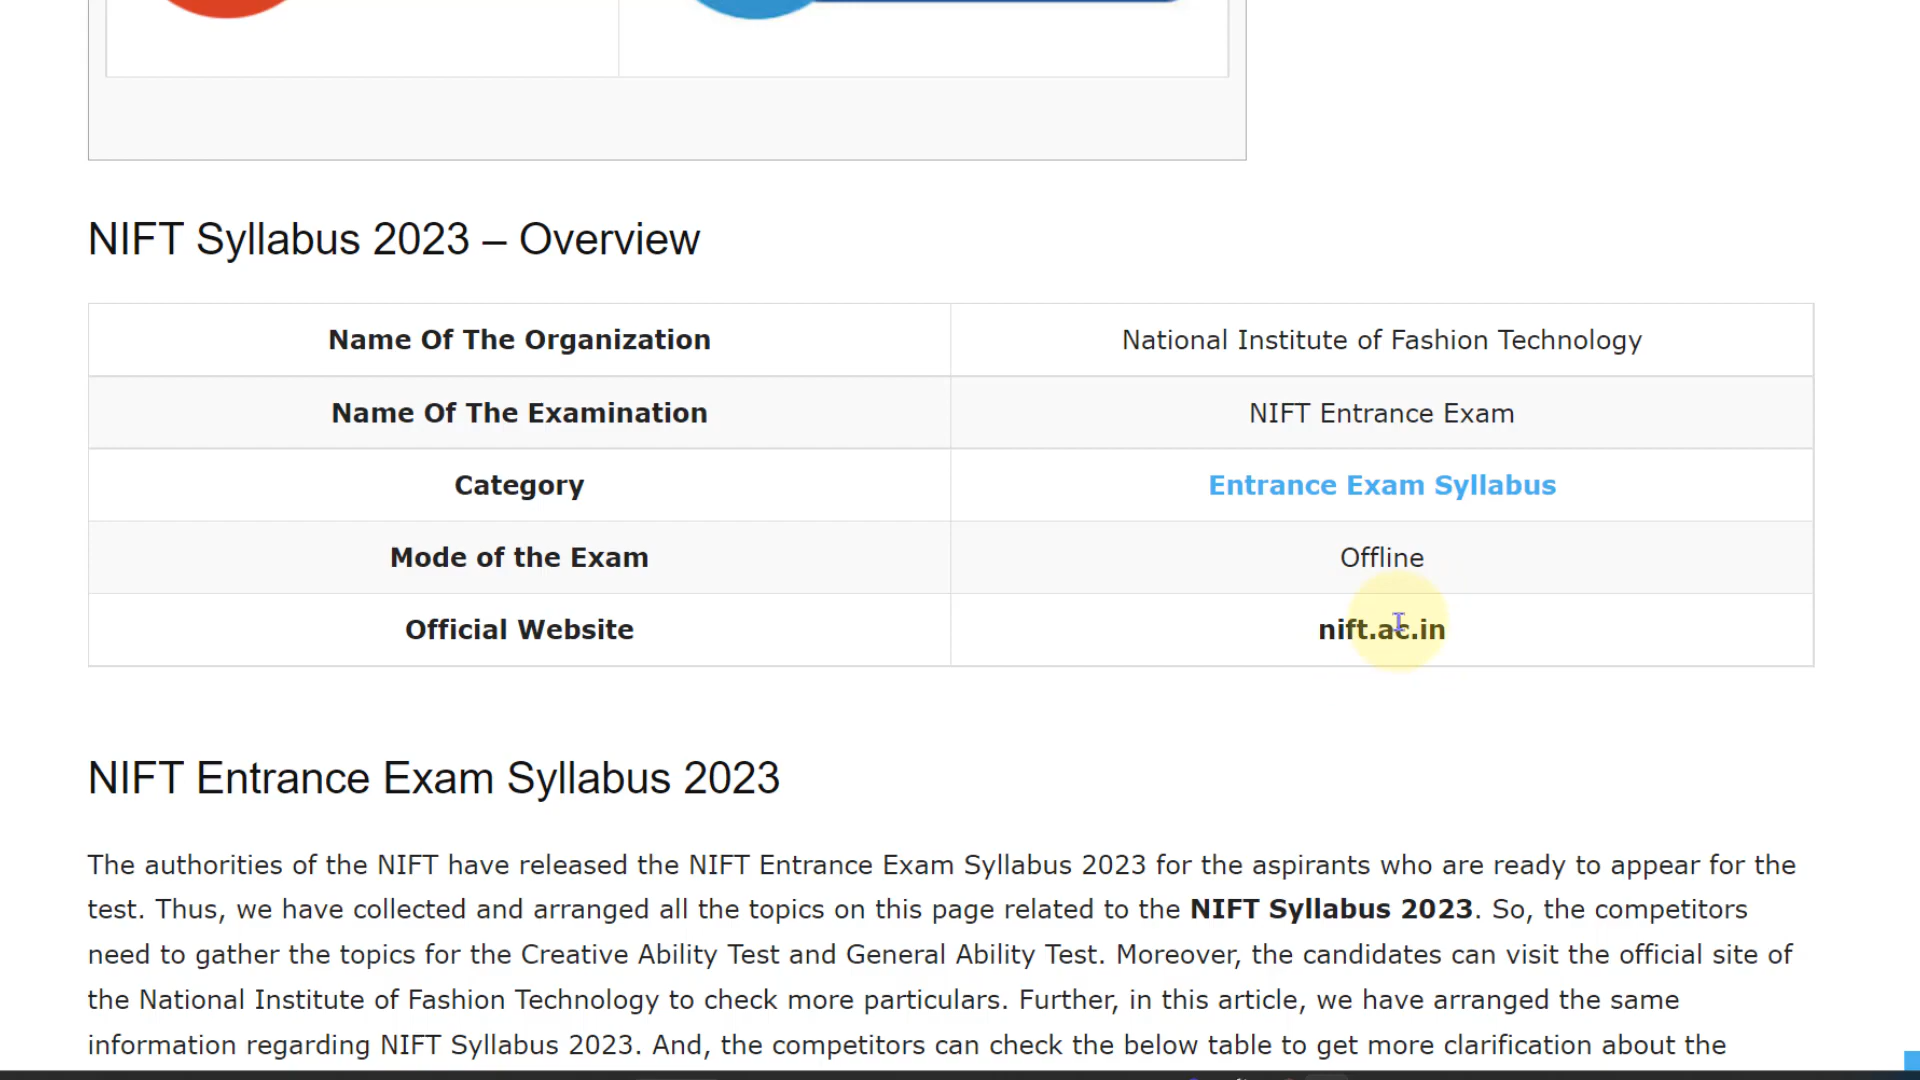 NIFT Syllabus 2023 – Overview
Name Of The Organization National Institute of Fashion Technology
Name Of The Examination NIFT Entrance Exam
Category Entrance Exam Syllabus
Mode of the Exam Offline
Official Website nift.ac.in
NIFT Entrance Exam Syllabus 2023
The authorities of the NIFT have released the NIFT Entrance Exam Syllabus 2023 for the aspirants who are ready to appear for the
test. Thus, we have collected and arranged all the topics on this page related to the NIFT Syllabus 2023. So, the competitors
need to gather the topics for the Creative Ability Test and General Ability Test. Moreover, the candidates can visit the official site of
the National Institute of Fashion Technology to check more particulars. Further, in this article, we have arranged the same
information regarding NIFT Syllabus 2023. And, the competitors can check the below table to get more clarification about the